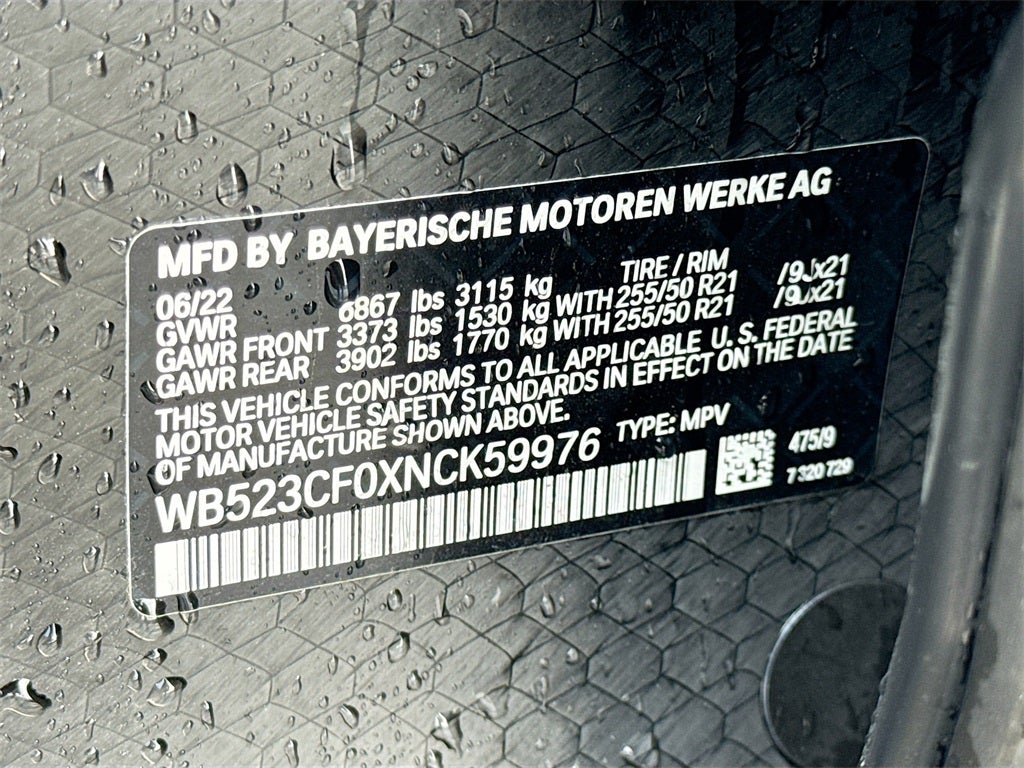 MFD BY BAYERISCHE MOTOREN WERKE AG
06/22 TIRE / RIM
GVWR 6867 lbs 3115 kg
GAWR FRONT 3373 lbs 1530 kg WITH 255/50 R21 /9Jx21
GAWR REAR 3902 lbs 1770 kg WITH 255/50 R21 /9Jx21
THIS VEHICLE CONFORMS TO ALL APPLICABLE U. S. FEDERAL
MOTOR VEHICLE SAFETY STANDARDS IN EFFECT ON THE DATE
OF MANUFACTURE SHOWN ABOVE.
WB523CF0XNCK59976 TYPE: MPV
475/9
7 320 729